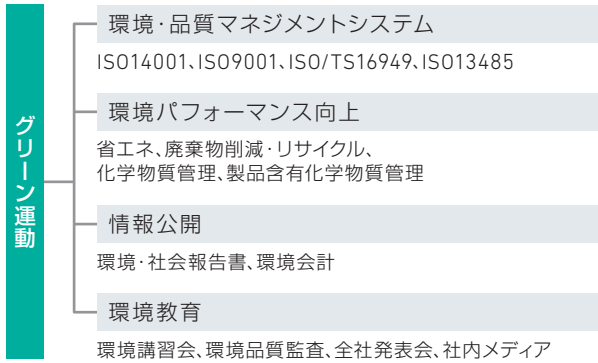 グリーン運動
環境・品質マネジメントシステム
ISO14001、ISO9001、ISO/TS16949、ISO13485
環境パフォーマンス向上
省エネ、廃棄物削減・リサイクル、
化学物質管理、製品含有化学物質管理
情報公開
環境・社会報告書、環境会計
環境教育
環境講習会、環境品質監査、全社発表会、社内メディア